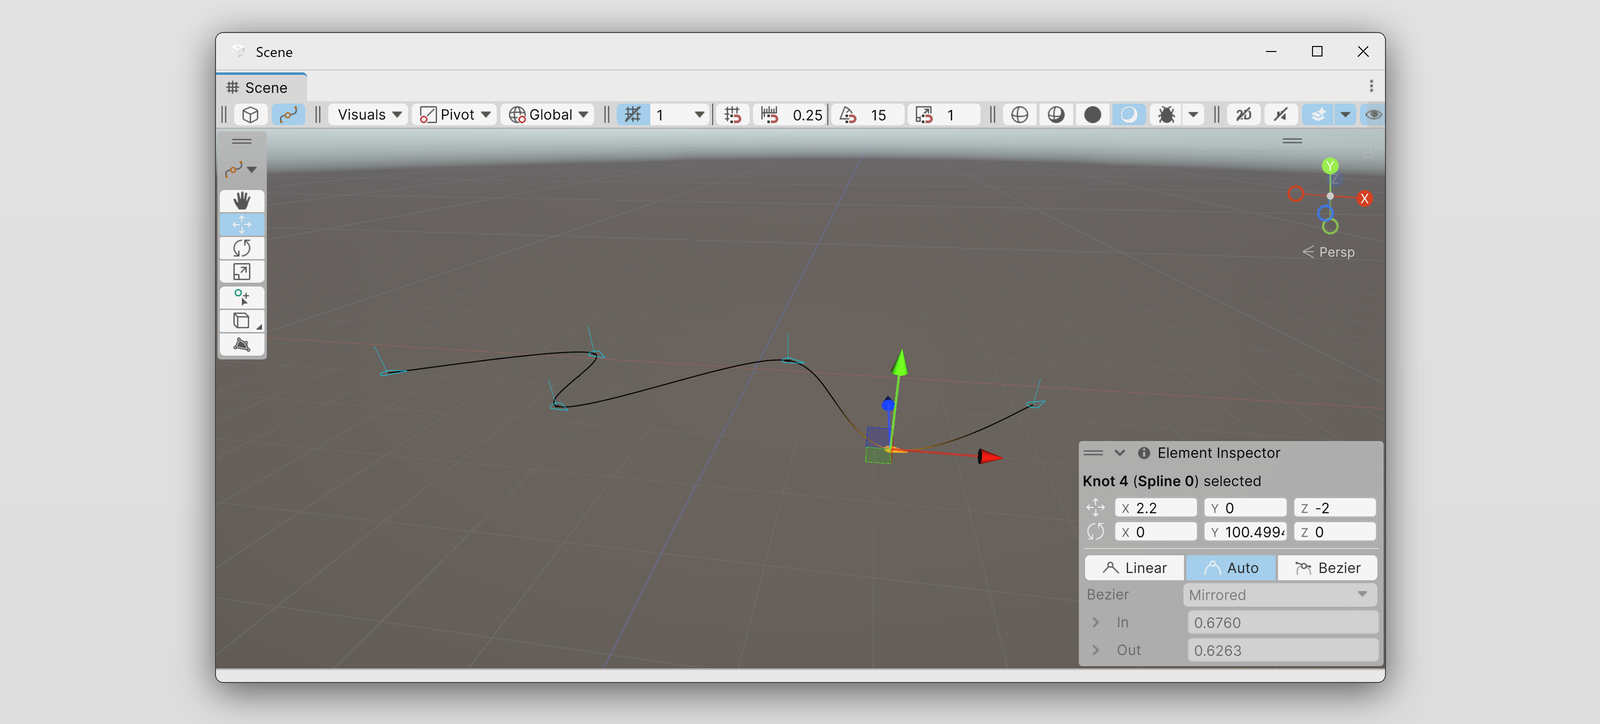 Scene
Scene
Visuals Pivot Global 1 0.25 15 1 2D
Y
Z
X
Persp
Element Inspector
Knot 4 (Spline 0) selected
X 2.2 Y 0 Z -2
X 0 Y 100.499 Z 0
Linear Auto Bezier
Bezier Mirrored
In 0.6760
Out 0.6263